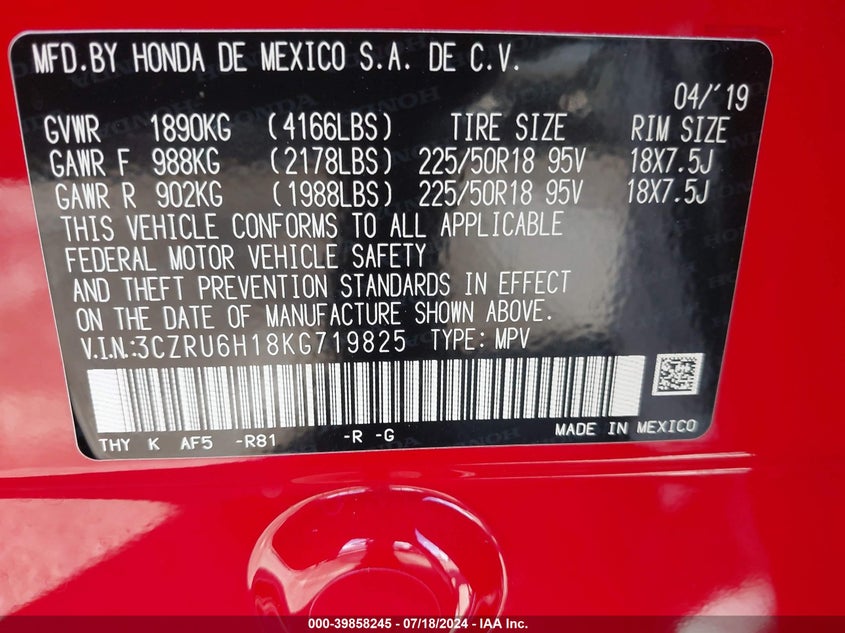 MFD.BY HONDA DE MEXICO S.A. DE C.V.
04/'19
GVWR 1890KG (4166LBS) TIRE SIZE RIM SIZE
GAWR F 988KG (2178LBS) 225/50R18 95V 18X7.5J
GAWR R 902KG (1988LBS) 225/50R18 95V 18X7.5J
THIS VEHICLE CONFORMS TO ALL APPLICABLE
FEDERAL MOTOR VEHICLE SAFETY
AND THEFT PREVENTION STANDARDS IN EFFECT
ON THE DATE OF MANUFACTURE SHOWN ABOVE.
V.I.N.:3CZRU6H18KG719825 TYPE: MPV
THY K AF5 -R81 -R -G MADE IN MEXICO
000-39858245 - 07/18/2024 - IAA Inc.